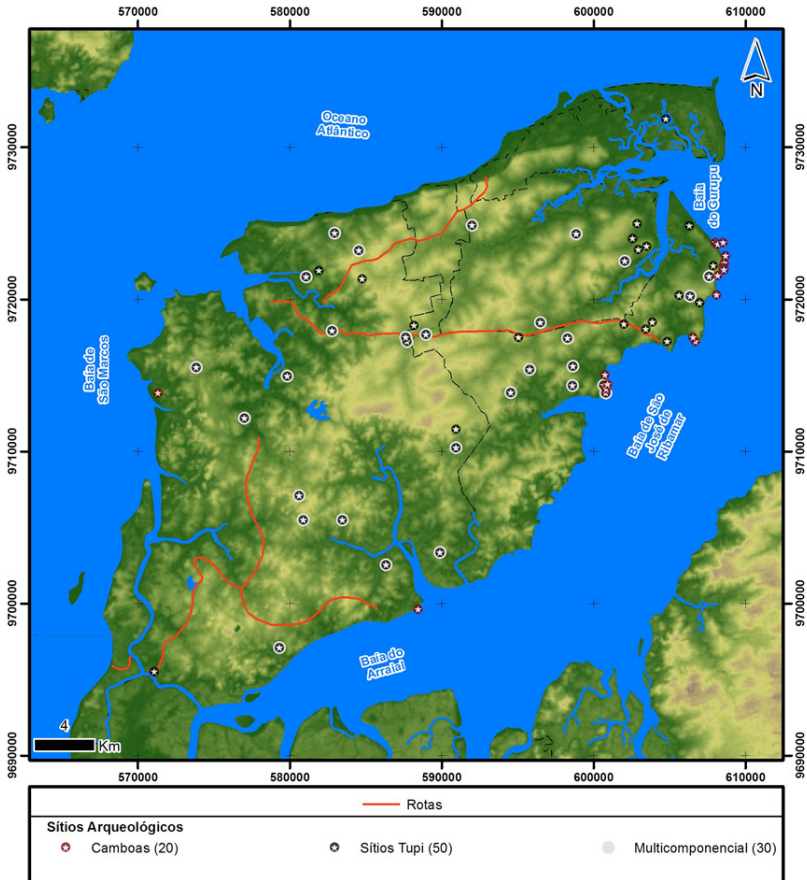 570000 580000 590000 600000 610000
N
Oceano
Atlântico
9730000 9730000
Baía
do Gurupu
9720000 9720000
Baía de
São Marcos
Baía de São
José de
Ribamar
9710000 9710000
9700000 9700000
Baía do
Arraial
4
Km
9690000 9690000
570000 580000 590000 600000 610000
Rotas
Sítios Arqueológicos
Camboas (20) Sítios Tupi (50) Multicomponencial (30)